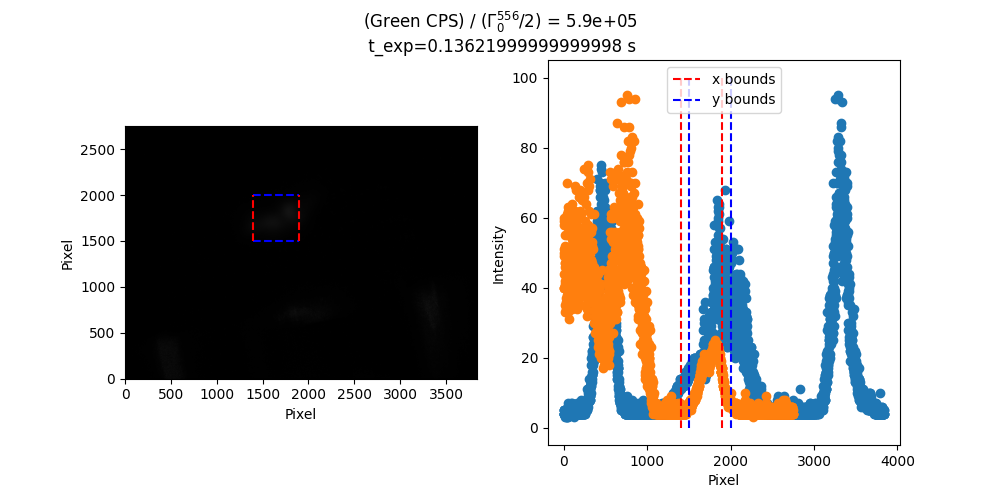 (Green CPS) / (Γ₀⁵⁵⁶/2) = 5.9e+05
t_exp=0.13621999999999998 s
2500
2000
1500
1000
500
0
Pixel
0 500 1000 1500 2000 2500 3000 3500
Pixel
x bounds
y bounds
100
80
60
40
20
0
Intensity
0 1000 2000 3000 4000
Pixel